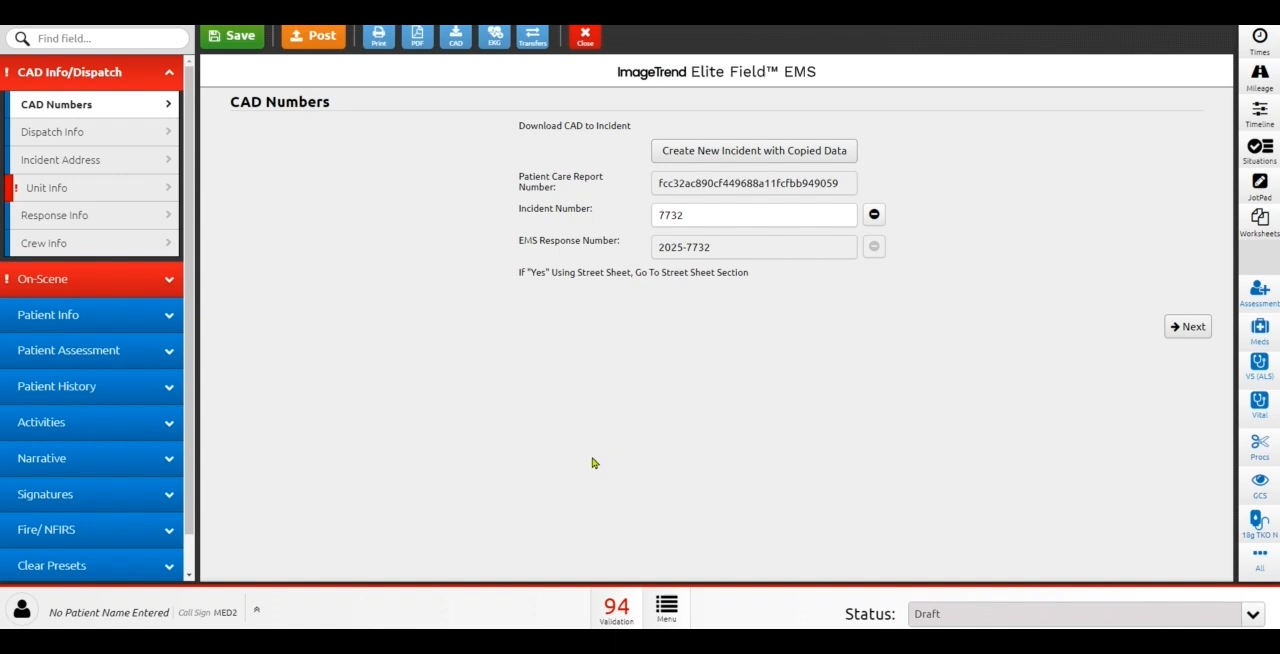 Find field...
Save
Post
Print
PDF
CAD
EKG
Transfers
Close
Times
! CAD Info/Dispatch
ImageTrend Elite Field™ EMS
Mileage
CAD Numbers
CAD Numbers
Dispatch Info
Download CAD to Incident
Timeline
Incident Address
Create New Incident with Copied Data
Situations
! Unit Info
Patient Care Report
Number:
fcc32ac890cf449688a11fcfbb949059
JotPad
Response Info
Incident Number:
7732
Worksheets
Crew Info
EMS Response Number:
2025-7732
! On-Scene
If "Yes" Using Street Sheet, Go To Street Sheet Section
Assessment
Patient Info
Next
Meds
Patient Assessment
VS (ALS)
Patient History
Vital
Activities
Procs
Narrative
GCS
Signatures
18g TKO N
Fire/ NFIRS
All
Clear Presets
No Patient Name Entered
Call Sign MED2
94
Validation
Menu
Status:
Draft